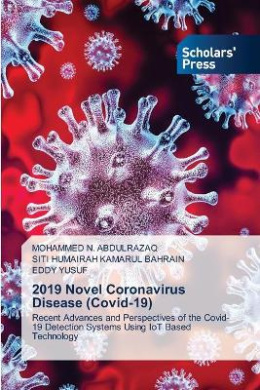 Scholars'
Press
MOHAMMED N. ABDULRAZAQ
SITI HUMAIRAH KAMARUL BAHRAIN
EDDY YUSUF
2019 Novel Coronavirus
Disease (Covid-19)
Recent Advances and Perspectives of the Covid-
19 Detection Systems Using IoT Based
Technology